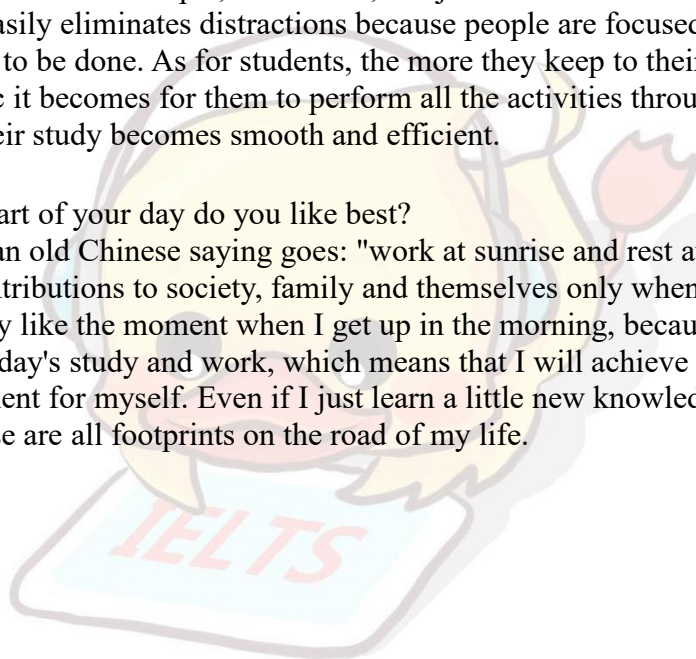 asily eliminates distractions because people are focused
to be done. As for students, the more they keep to their
it becomes for them to perform all the activities throu
eir study becomes smooth and efficient.
art of your day do you like best?
an old Chinese saying goes: "work at sunrise and rest a
tributions to society, family and themselves only when
y like the moment when I get up in the morning, becau
day's study and work, which means that I will achieve
ent for myself. Even if I just learn a little new knowled
e are all footprints on the road of my life.
IELTS